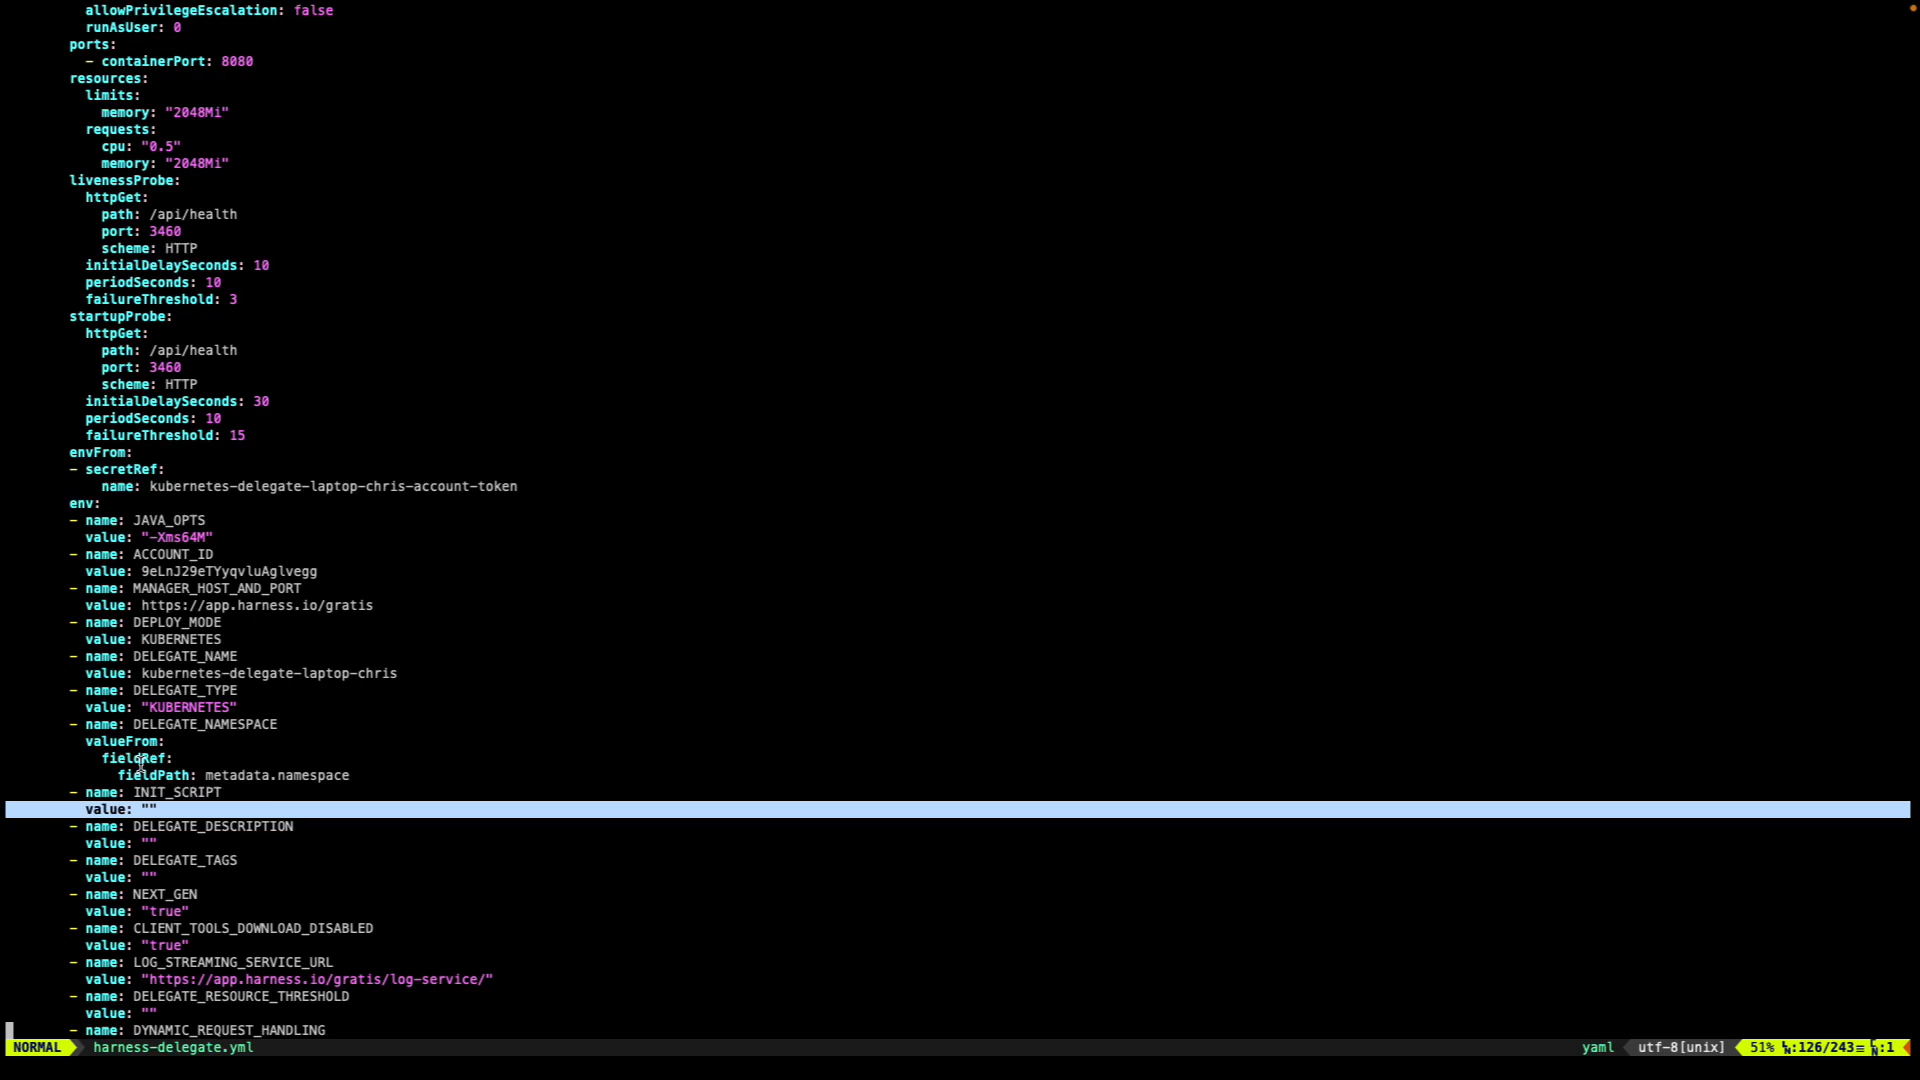 allowPrivilegeEscalation: false
runAsUser: 0
ports:
- containerPort: 8080
resources:
limits:
memory: "2048Mi"
requests:
cpu: "0.5"
memory: "2048Mi"
livenessProbe:
httpGet:
path: /api/health
port: 3460
scheme: HTTP
initialDelaySeconds: 10
periodSeconds: 10
failureThreshold: 3
startupProbe:
httpGet:
path: /api/health
port: 3460
scheme: HTTP
initialDelaySeconds: 30
periodSeconds: 10
failureThreshold: 15
envFrom:
- secretRef:
name: kubernetes-delegate-laptop-chris-account-token
env:
- name: JAVA_OPTS
value: "-Xms64M"
- name: ACCOUNT_ID
value: 9eLnJ29eTYyqvluAglvegg
- name: MANAGER_HOST_AND_PORT
value: https://app.harness.io/gratis
- name: DEPLOY_MODE
value: KUBERNETES
- name: DELEGATE_NAME
value: kubernetes-delegate-laptop-chris
- name: DELEGATE_TYPE
value: "KUBERNETES"
- name: DELEGATE_NAMESPACE
valueFrom:
fieldRef:
fieldPath: metadata.namespace
- name: INIT_SCRIPT
value: ""
- name: DELEGATE_DESCRIPTION
value: ""
- name: DELEGATE_TAGS
value: ""
- name: NEXT_GEN
value: "true"
- name: CLIENT_TOOLS_DOWNLOAD_DISABLED
value: "true"
- name: LOG_STREAMING_SERVICE_URL
value: "https://app.harness.io/gratis/log-service/"
- name: DELEGATE_RESOURCE_THRESHOLD
value: ""
- name: DYNAMIC_REQUEST_HANDLING
NORMAL harness-delegate.yml yaml utf-8[unix] 51% ㏑:126/243≡ ℅:1